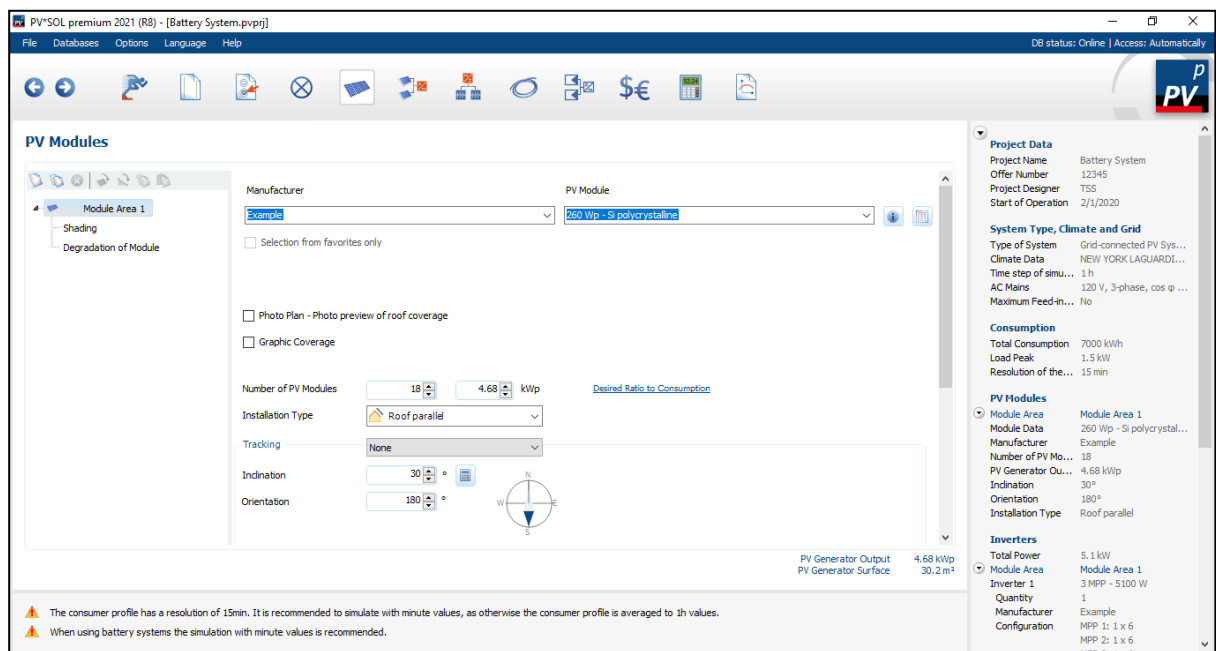 PV*SOL premium 2021 (R8) - [Battery System.pvprj]
File Databases Options Language Help
DB status: Online | Access: Automatically
$€
p
PV
PV Modules
Module Area 1
Shading
Degradation of Module
Manufacturer
PV Module
Example
260 Wp - Si polycrystalline
Selection from favorites only
Photo Plan - Photo preview of roof coverage
Graphic Coverage
Number of PV Modules 18 4.68 kWp Desired Ratio to Consumption
Installation Type Roof parallel
Tracking None
Inclination 30 °
Orientation 180 °
N
W
E
S
PV Generator Output 4.68 kWp
PV Generator Surface 30.2 m²
The consumer profile has a resolution of 15min. It is recommended to simulate with minute values, as otherwise the consumer profile is averaged to 1h values.
When using battery systems the simulation with minute values is recommended.
Project Data
Project Name Battery System
Offer Number 12345
Project Designer TSS
Start of Operation 2/1/2020
System Type, Climate and Grid
Type of System Grid-connected PV Sys...
Climate Data NEW YORK LAGUARDI...
Time step of simu... 1 h
AC Mains 120 V, 3-phase, cos φ ...
Maximum Feed-in... No
Consumption
Total Consumption 7000 kWh
Load Peak 1.5 kW
Resolution of the... 15 min
PV Modules
Module Area Module Area 1
Module Data 260 Wp - Si polycrystal...
Manufacturer Example
Number of PV Mo... 18
PV Generator Ou... 4.68 kWp
Inclination 30°
Orientation 180°
Installation Type Roof parallel
Inverters
Total Power 5.1 kW
Module Area Module Area 1
Inverter 1 3 MPP - 5100 W
Quantity 1
Manufacturer Example
Configuration MPP 1: 1 x 6
MPP 2: 1 x 6